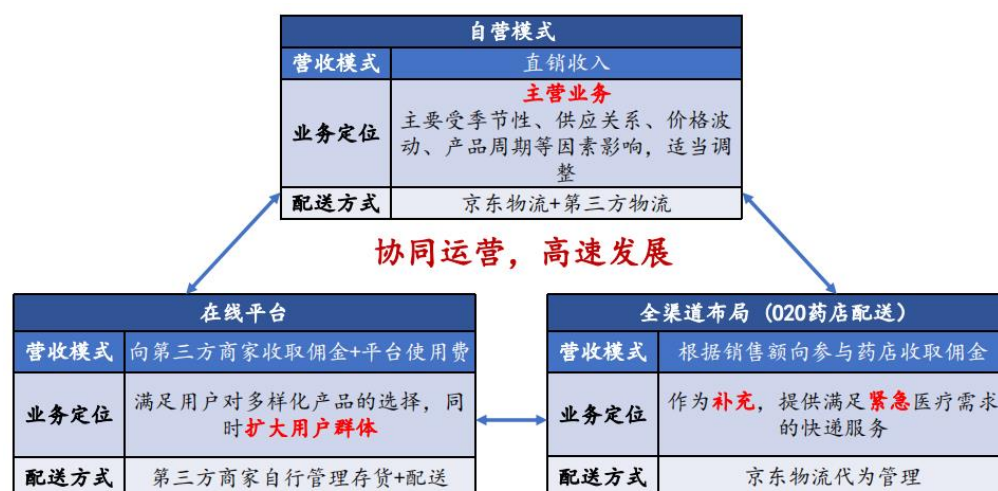 自营模式
营收模式 直销收入
主营业务
业务定位 主要受季节性、供应关系、价格波
动、产品周期等因素影响，适当调
整
配送方式 京东物流+第三方物流
协同运营，高速发展
在线平台
营收模式 向第三方商家收取佣金+平台使用费
业务定位 满足用户对多样化产品的选择，同
时扩大用户群体
配送方式 第三方商家自行管理存货+配送
全渠道布局（O2O药店配送）
营收模式 根据销售额向参与药店收取佣金
业务定位 作为补充，提供满足紧急医疗需求
的快递服务
配送方式 京东物流代为管理